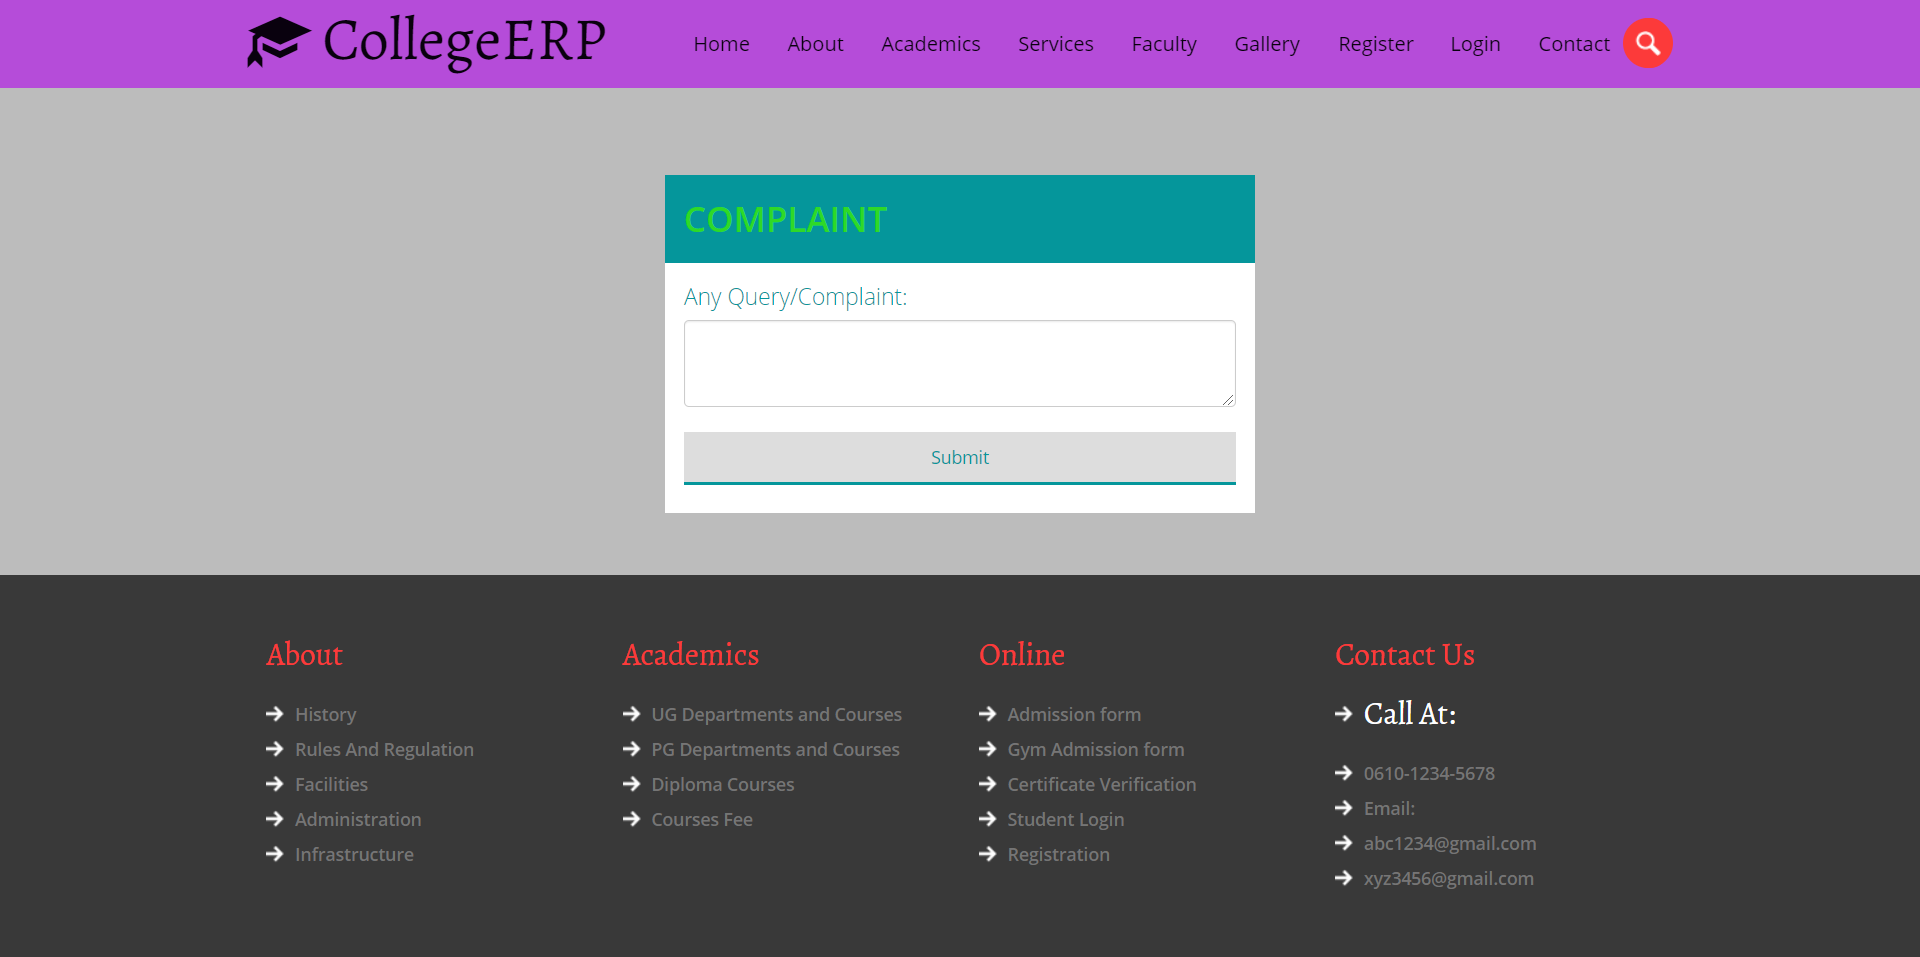 CollegeERP
Home About Academics Services Faculty Gallery Register Login Contact
COMPLAINT
Any Query/Complaint:
Submit
About
History
Rules And Regulation
Facilities
Administration
Infrastructure
Academics
UG Departments and Courses
PG Departments and Courses
Diploma Courses
Courses Fee
Online
Admission form
Gym Admission form
Certificate Verification
Student Login
Registration
Contact Us
Call At:
0610-1234-5678
Email:
abc1234@gmail.com
xyz3456@gmail.com